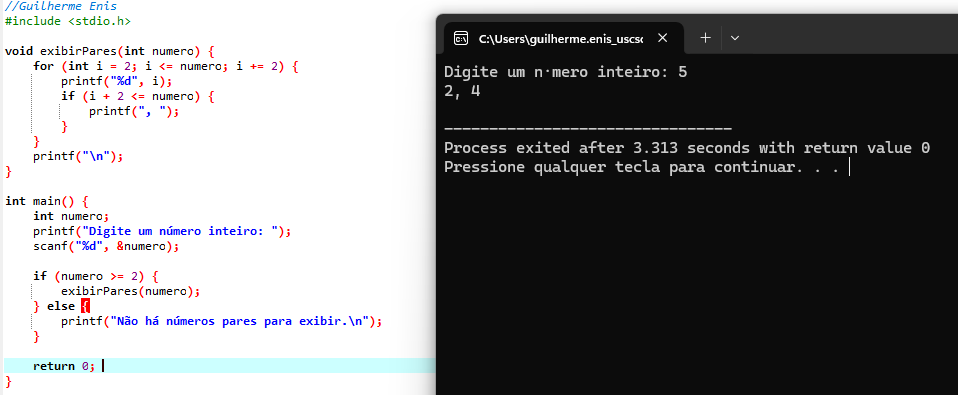 //Guilherme Enis
#include <stdio.h>

void exibirPares(int numero) {
    for (int i = 2; i <= numero; i += 2) {
        printf("%d", i);
        if (i + 2 <= numero) {
            printf(", ");
        }
    }
    printf("\n");
}

int main() {
    int numero;
    printf("Digite um número inteiro: ");
    scanf("%d", &numero);

    if (numero >= 2) {
        exibirPares(numero);
    } else {
        printf("Não há números pares para exibir.\n");
    }

    return 0;
}
C:\Users\guilherme.enis_uscsc
Digite um n·mero inteiro: 5
2, 4

--------------------------------
Process exited after 3.313 seconds with return value 0
Pressione qualquer tecla para continuar. . .